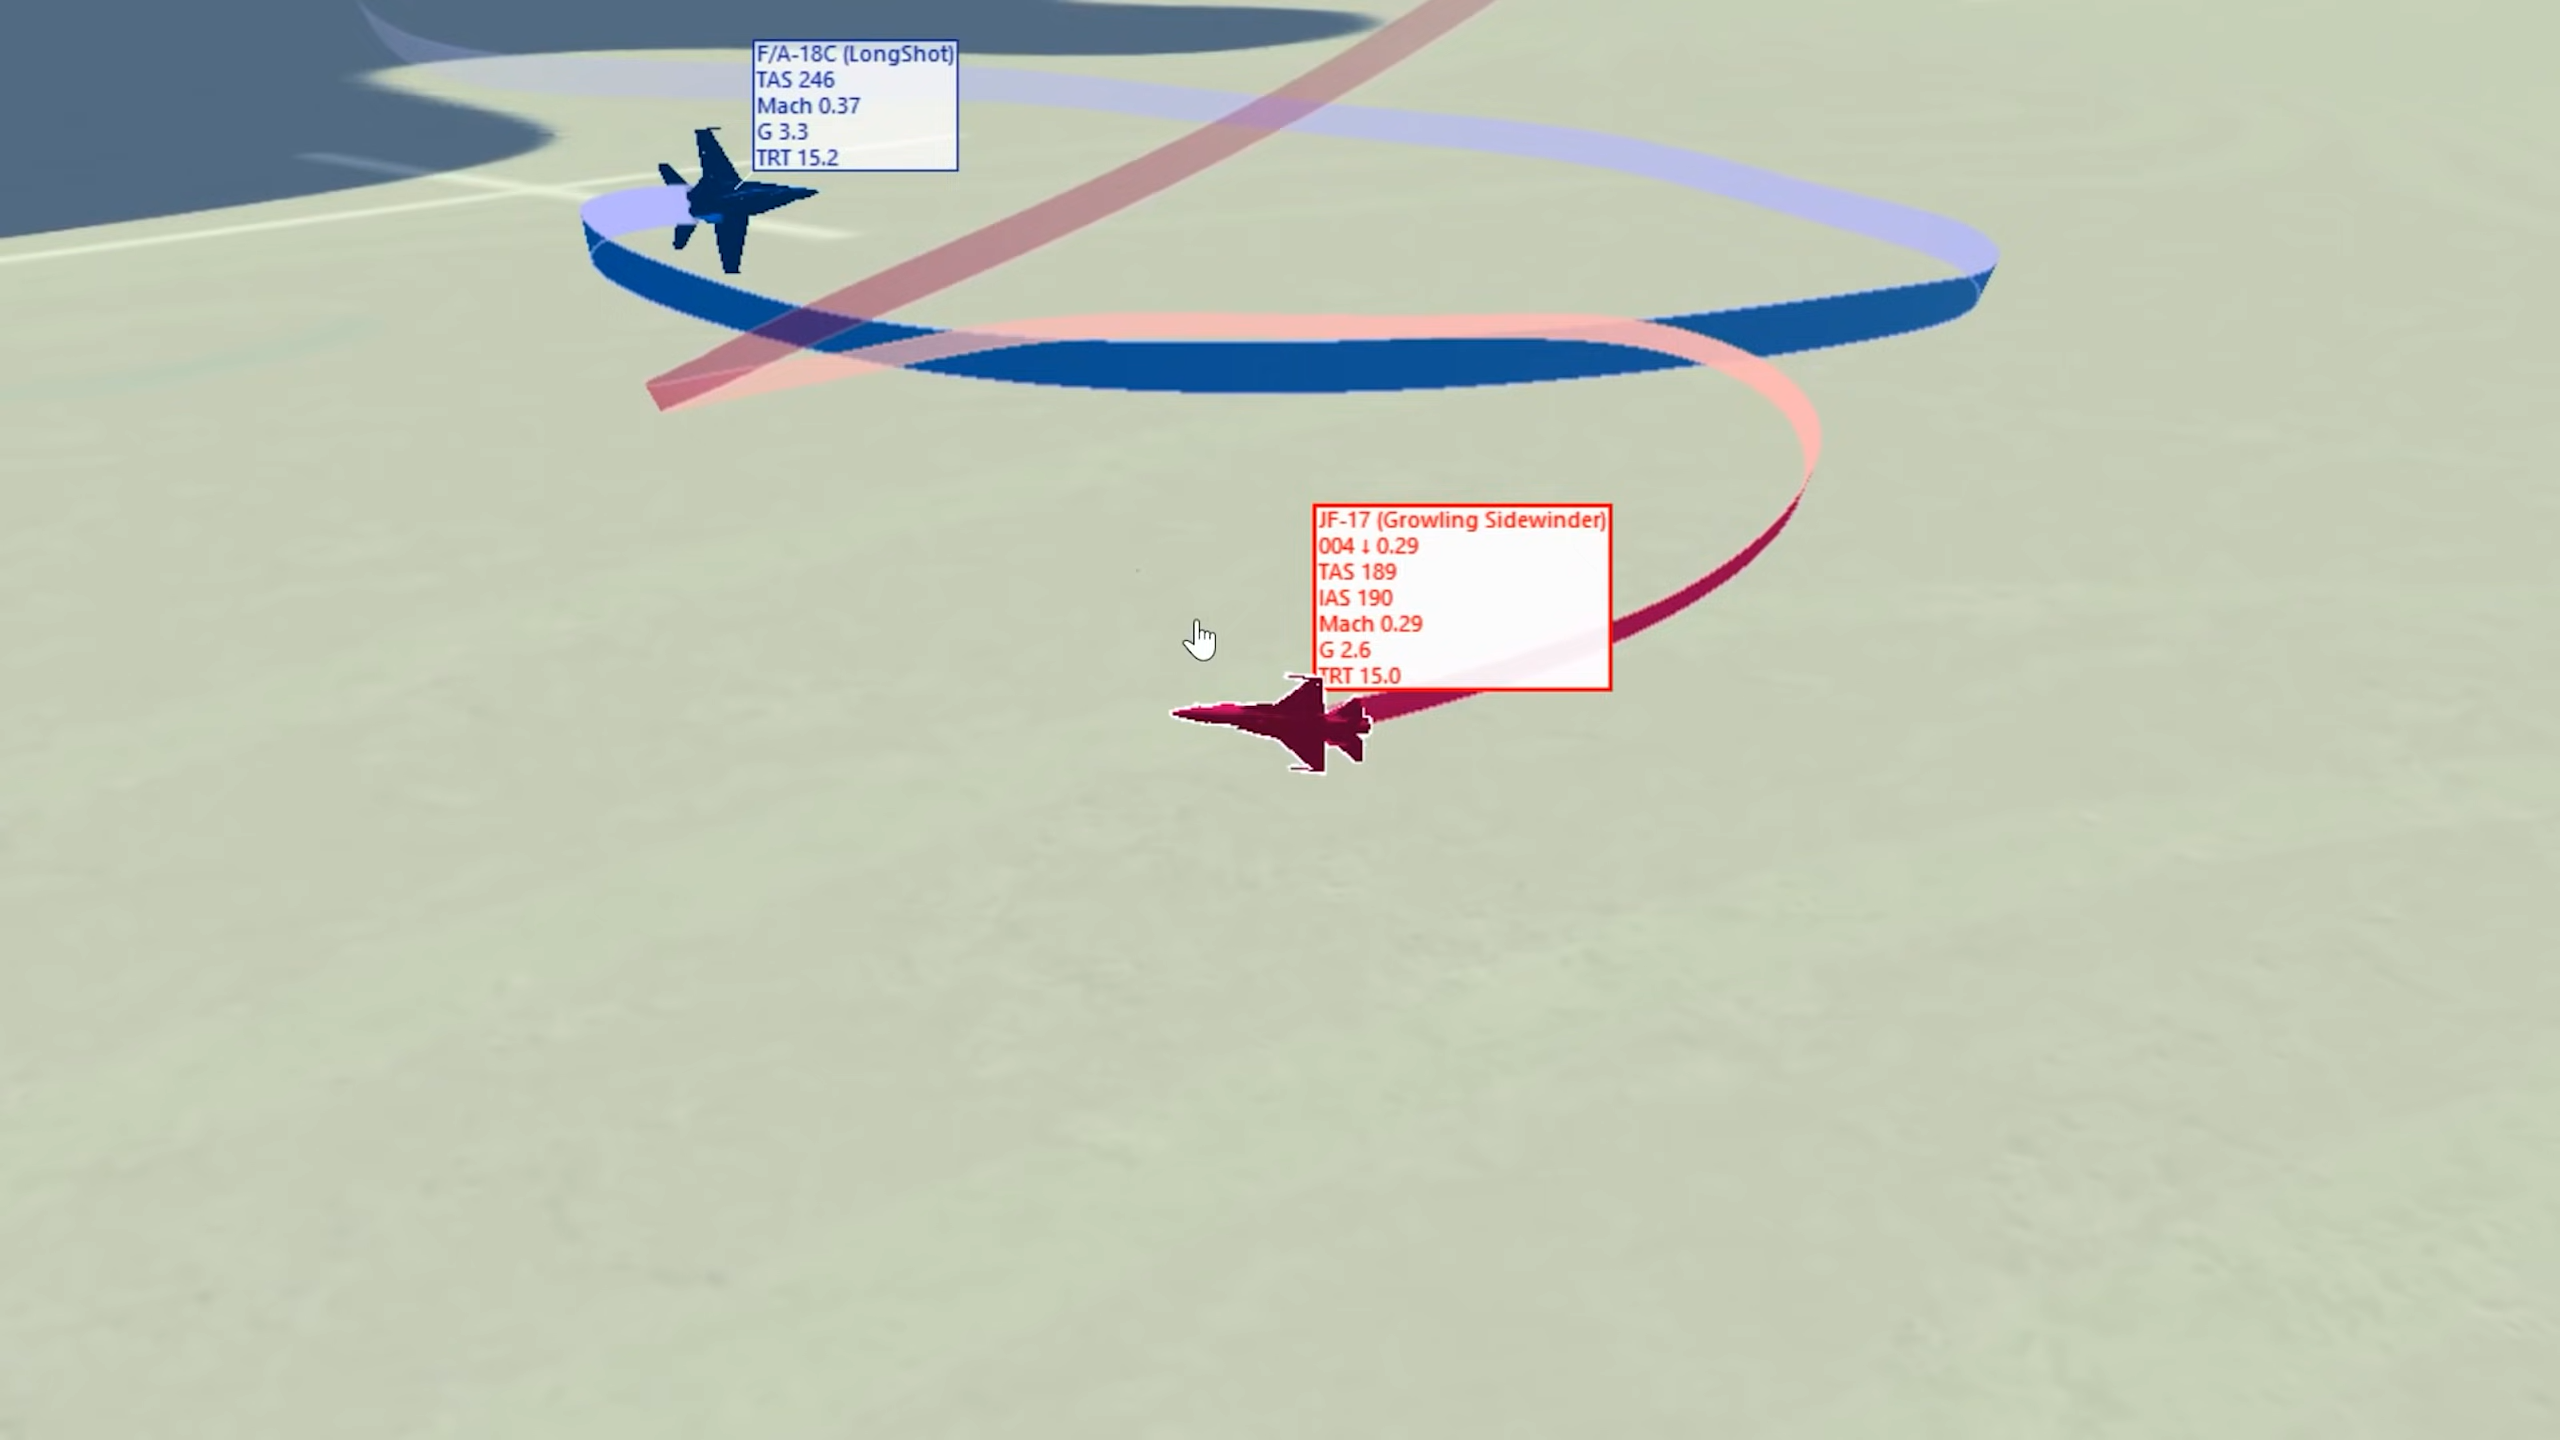 F/A-18C (LongShot)
TAS 246
Mach 0.37
G 3.3
TRT 15.2
JF-17 (Growling Sidewinder)
004 ↓ 0.29
TAS 189
IAS 190
Mach 0.29
G 2.6
TRT 15.0